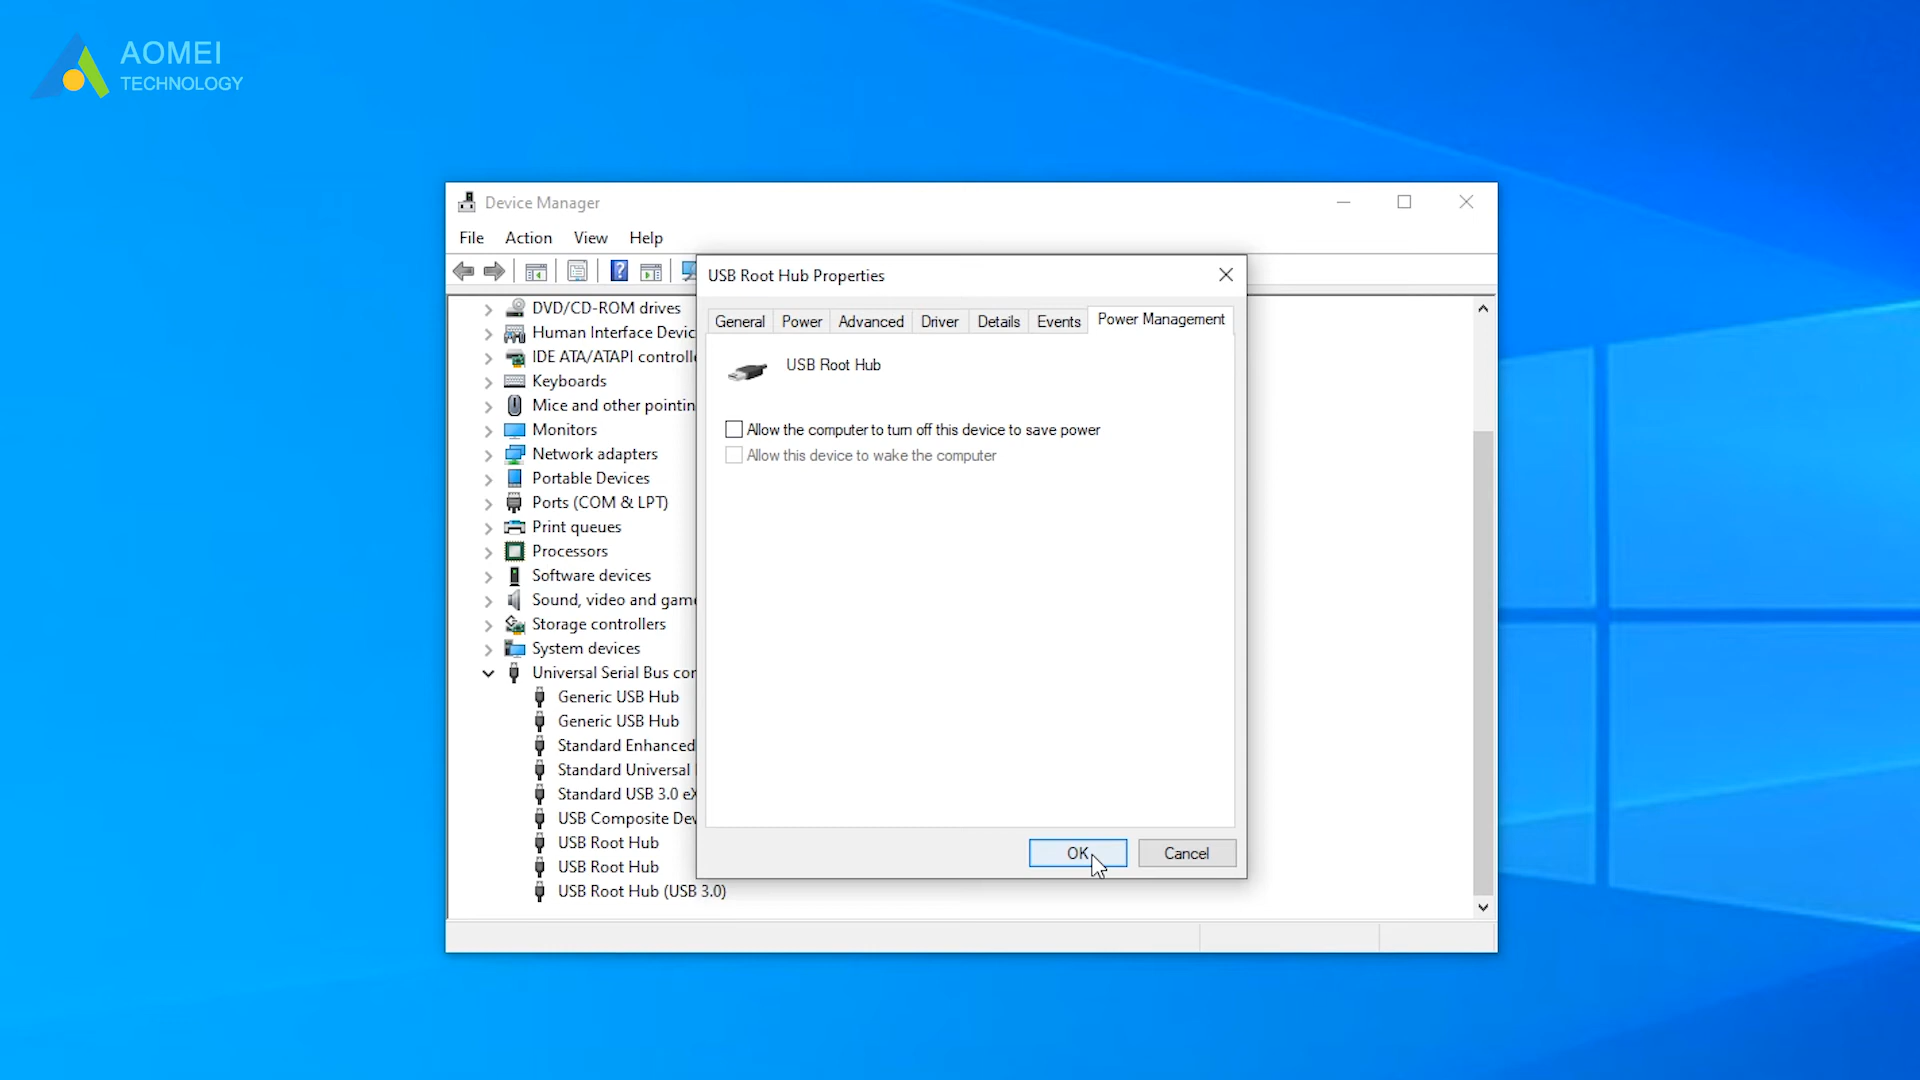 AOMEI
TECHNOLOGY
Device Manager
File Action View Help
USB Root Hub Properties
General Power Advanced Driver Details Events Power Management
USB Root Hub
Allow the computer to turn off this device to save power
Allow this device to wake the computer
OK Cancel
DVD/CD-ROM drives
Human Interface Devic
IDE ATA/ATAPI controlle
Keyboards
Mice and other pointin
Monitors
Network adapters
Portable Devices
Ports (COM & LPT)
Print queues
Processors
Software devices
Sound, video and game
Storage controllers
System devices
Universal Serial Bus con
Generic USB Hub
Generic USB Hub
Standard Enhanced
Standard Universal
Standard USB 3.0 eX
USB Composite Dev
USB Root Hub
USB Root Hub
USB Root Hub (USB 3.0)